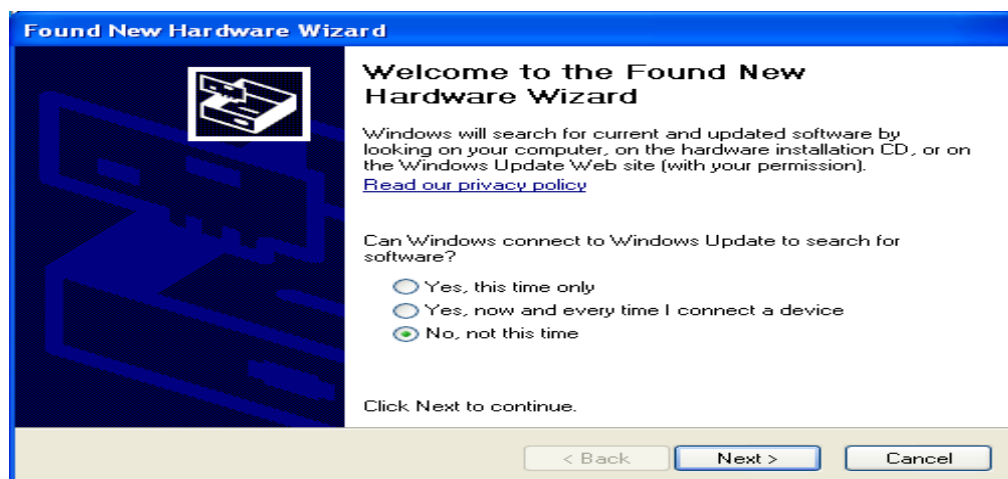 Found New Hardware Wizard
Welcome to the Found New
Hardware Wizard
Windows will search for current and updated software by
looking on your computer, on the hardware installation CD, or on
the Windows Update Web site (with your permission).
Read our privacy policy
Can Windows connect to Windows Update to search for
software?
Yes, this time only
Yes, now and every time I connect a device
No, not this time
Click Next to continue.
< Back Next > Cancel